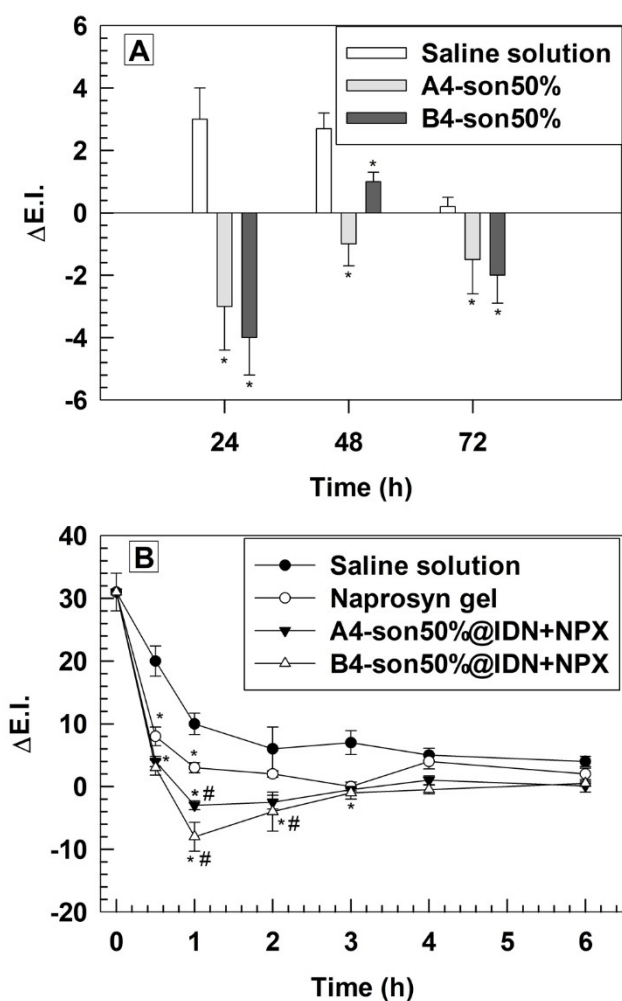 A
Saline solution
A4-son50%
B4-son50%
6
4
2
0
-2
-4
-6
ΔE.I.
*
*
*
*
*
*
24 48 72
Time (h)
B
Saline solution
Naprosyn gel
A4-son50%@IDN+NPX
B4-son50%@IDN+NPX
40
30
20
10
0
-10
-20
ΔE.I.
*
*
*
*#
*#
*#
*
0 1 2 3 4 5 6
Time (h)